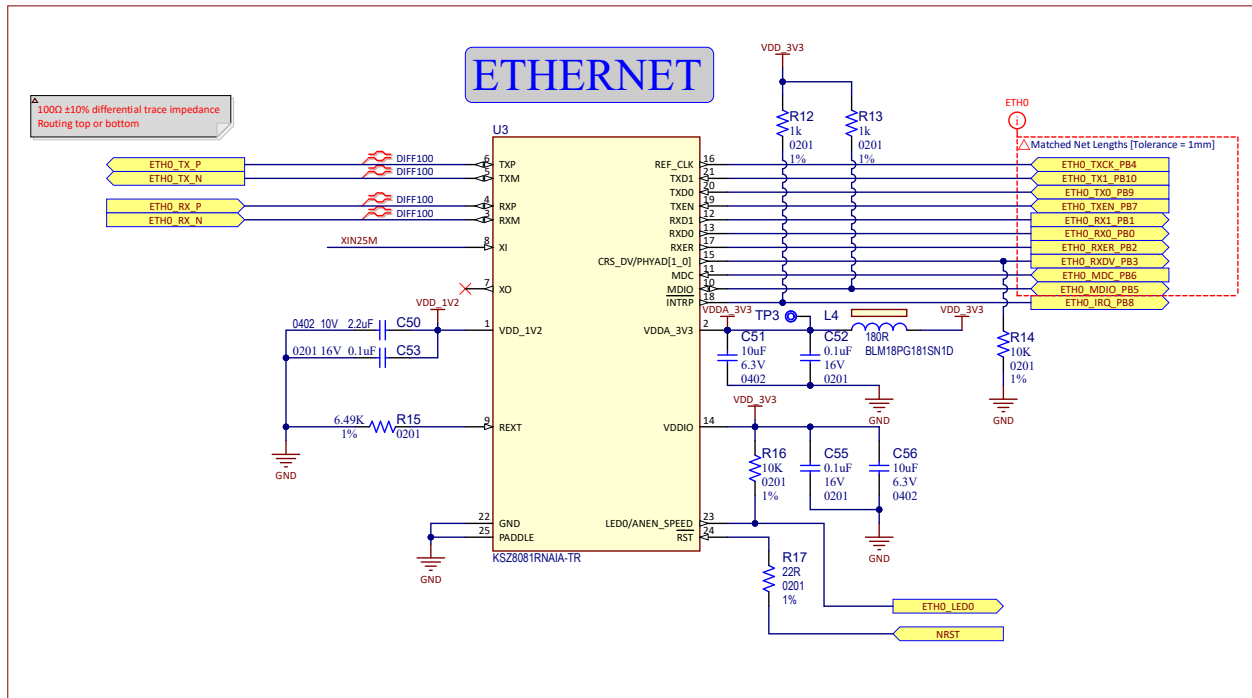 ETHERNET
100Ω ±10% differential trace impedance
Routing top or bottom
ETH0_TX_P
ETH0_TX_N
ETH0_RX_P
ETH0_RX_N
DIFF100
DIFF100
DIFF100
DIFF100
XIN25M
VDD_1V2
0402 10V 2.2uF C50
0201 16V 0.1uF C53
6.49K
1%
R15
0201
GND
GND
U3
6 TXP
5 TXM
4 RXP
3 RXM
8 XI
7 XO
1 VDD_1V2
9 REXT
22 GND
25 PADDLE
REF_CLK 16
TXD1 21
TXD0 20
TXEN 19
RXD1 12
RXD0 13
RXER 17
CRS_DV/PHYAD[1_0] 15
MDC 11
MDIO 10
INTRP 18
VDDA_3V3 2
VDDIO 14
LED0/ANEN_SPEED 23
RST 24
KSZ8081RNAIA-TR
VDD_3V3
R12
1k
0201
1%
R13
1k
0201
1%
ETH0
i
Matched Net Lengths [Tolerance = 1mm]
ETH0_TXCK_PB4
ETH0_TX1_PB10
ETH0_TX0_PB9
ETH0_TXEN_PB7
ETH0_RX1_PB1
ETH0_RX0_PB0
ETH0_RXER_PB2
ETH0_RXDV_PB3
ETH0_MDC_PB6
ETH0_MDIO_PB5
ETH0_IRQ_PB8
VDDA_3V3
TP3
L4
180R
BLM18PG181SN1D
VDD_3V3
C51
10uF
6.3V
0402
C52
0.1uF
16V
0201
GND
R14
10K
0201
1%
GND
VDD_3V3
R16
10K
0201
1%
C55
0.1uF
16V
0201
C56
10uF
6.3V
0402
GND
R17
22R
0201
1%
ETH0_LED0
NRST